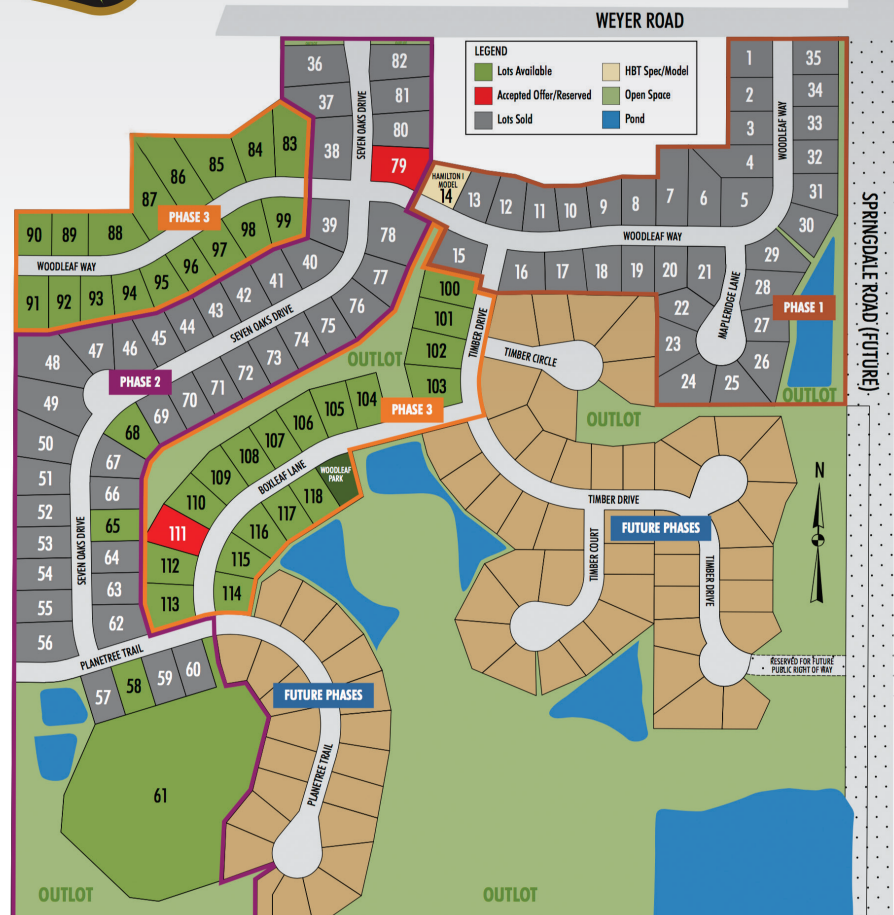 WEYER ROAD
LEGEND
Lots Available
Accepted Offer/Reserved
Lots Sold
HBT Spec/Model
Open Space
Pond
36
82
37
81
80
38
79
SEVEN OAKS DRIVE
1
35
2
34
3
33
4
32
5
31
30
WOODLEAF WAY
HAMILTON I
MODEL
14
13
12
11
10
9
8
7
6
WOODLEAF WAY
15
16
17
18
19
20
21
22
23
24
25
26
27
28
29
MAPLERIDGE LANE
PHASE 1
SPRINGDALE ROAD (FUTURE)
OUTLOT
83
84
85
86
87
88
89
90
PHASE 3
WOODLEAF WAY
91
92
93
94
95
96
97
98
99
39
78
77
40
41
42
43
44
45
46
47
48
49
50
51
52
53
54
55
56
SEVEN OAKS DRIVE
76
75
74
73
72
71
70
69
PHASE 2
68
67
66
65
64
63
62
SEVEN OAKS DRIVE
100
101
102
103
TIMBER DRIVE
TIMBER CIRCLE
OUTLOT
PHASE 3
OUTLOT
104
105
106
107
108
109
110
111
112
113
BOXLEAF LANE
WOODLEAF
PARK
118
117
116
115
114
N
TIMBER DRIVE
FUTURE PHASES
TIMBER COURT
TIMBER DRIVE
RESERVED FOR FUTURE
PUBLIC RIGHT OF WAY
PLANETREE TRAIL
57
58
59
60
61
FUTURE PHASES
PLANETREE TRAIL
OUTLOT
OUTLOT